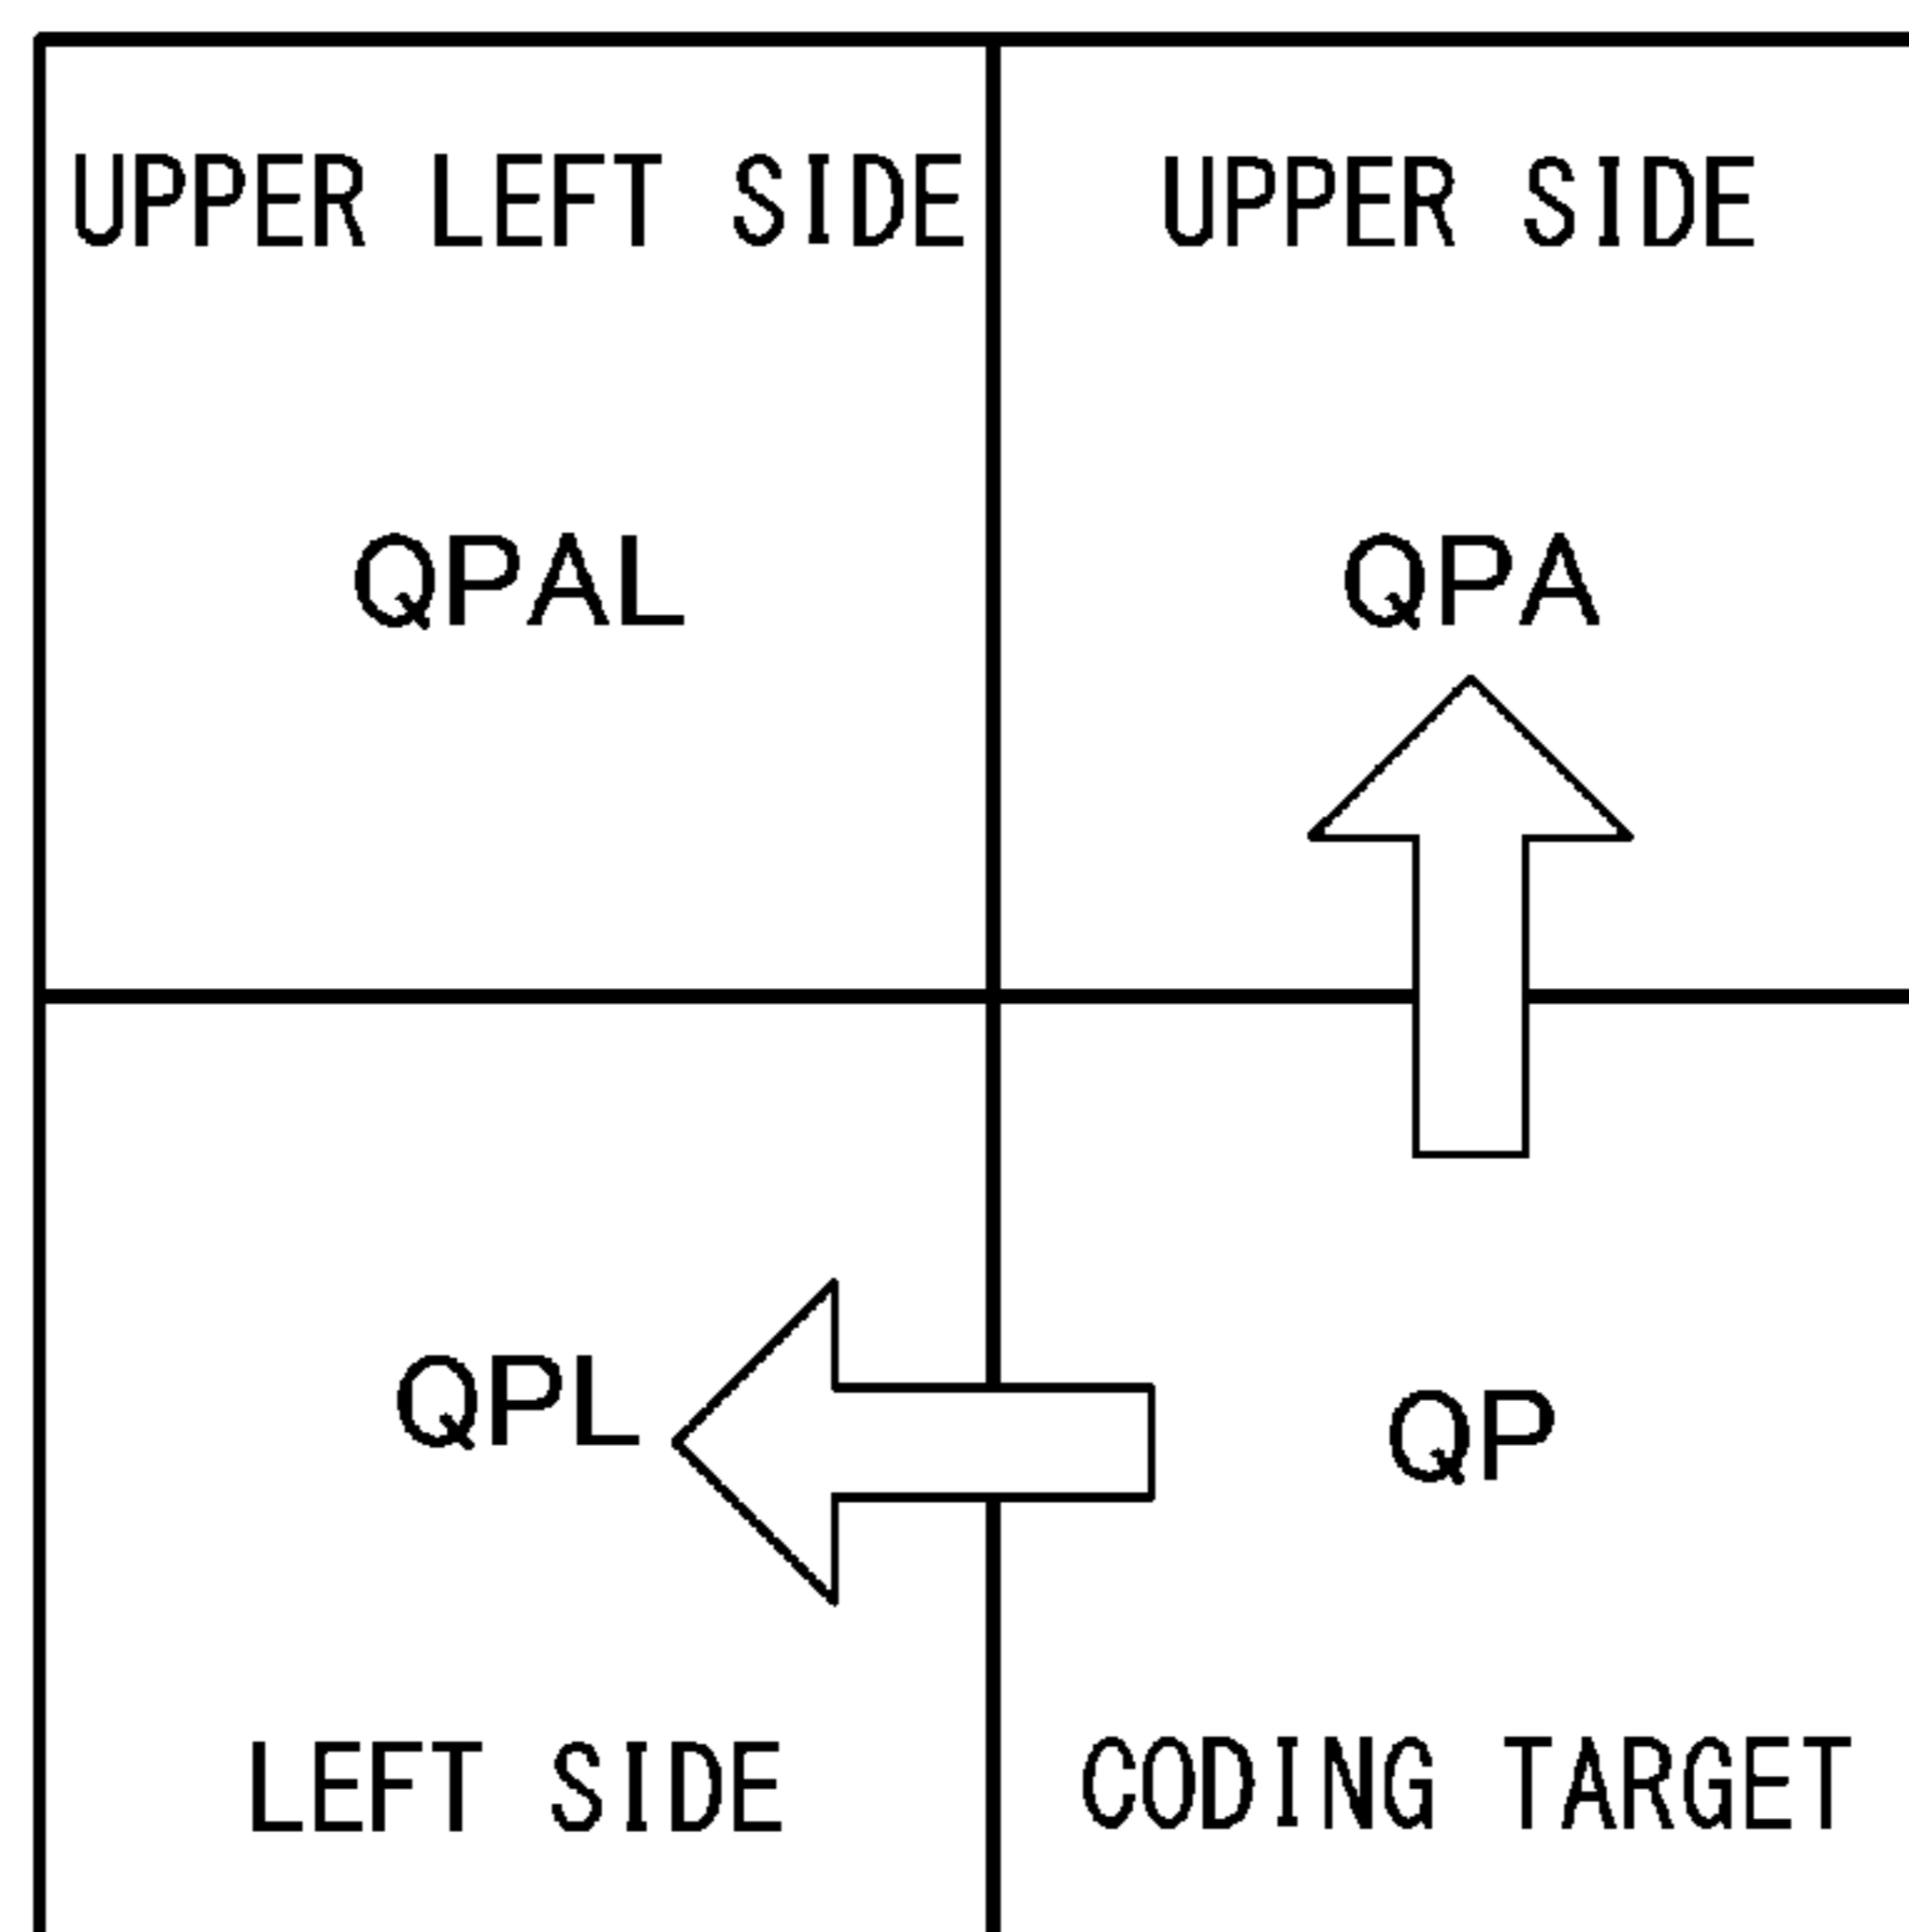 UPPER LEFT SIDE
UPPER SIDE
QPAL
QPA
QPL
QP
LEFT SIDE
CODING TARGET